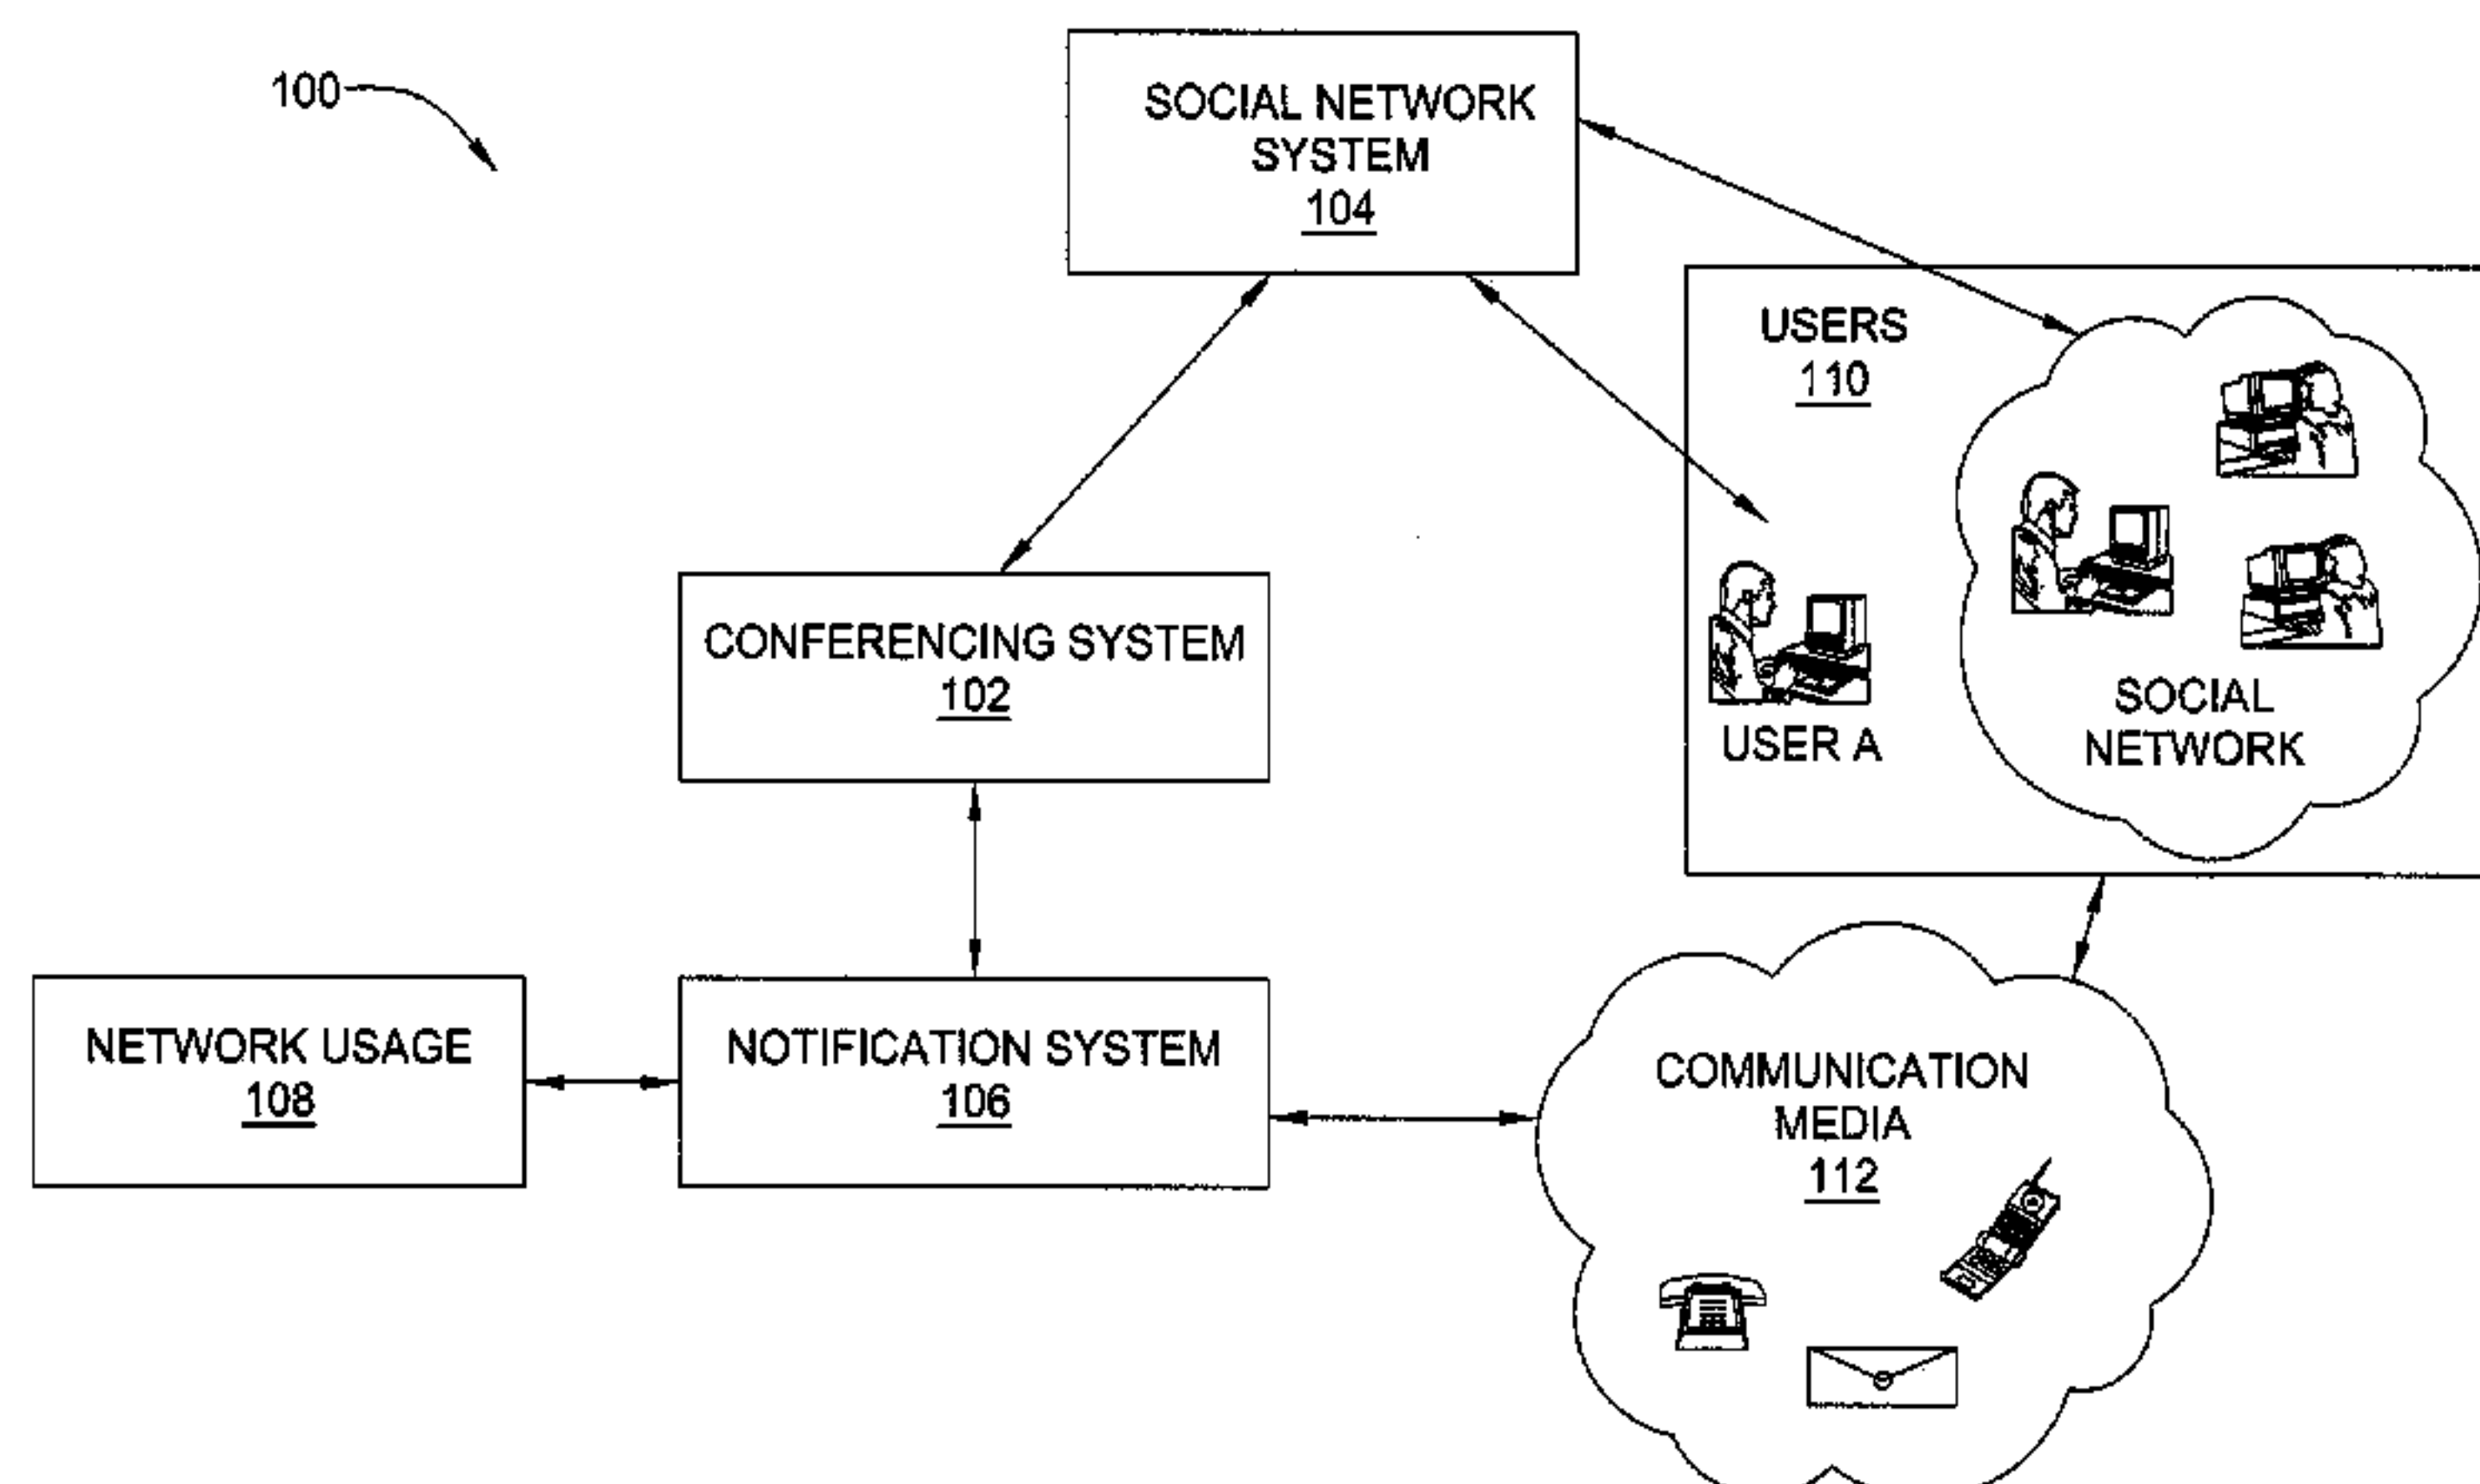 100
SOCIAL NETWORK
SYSTEM
104
USERS
110
CONFERENCING SYSTEM
102
USER A
SOCIAL
NETWORK
NETWORK USAGE
108
NOTIFICATION SYSTEM
106
COMMUNICATION
MEDIA
112